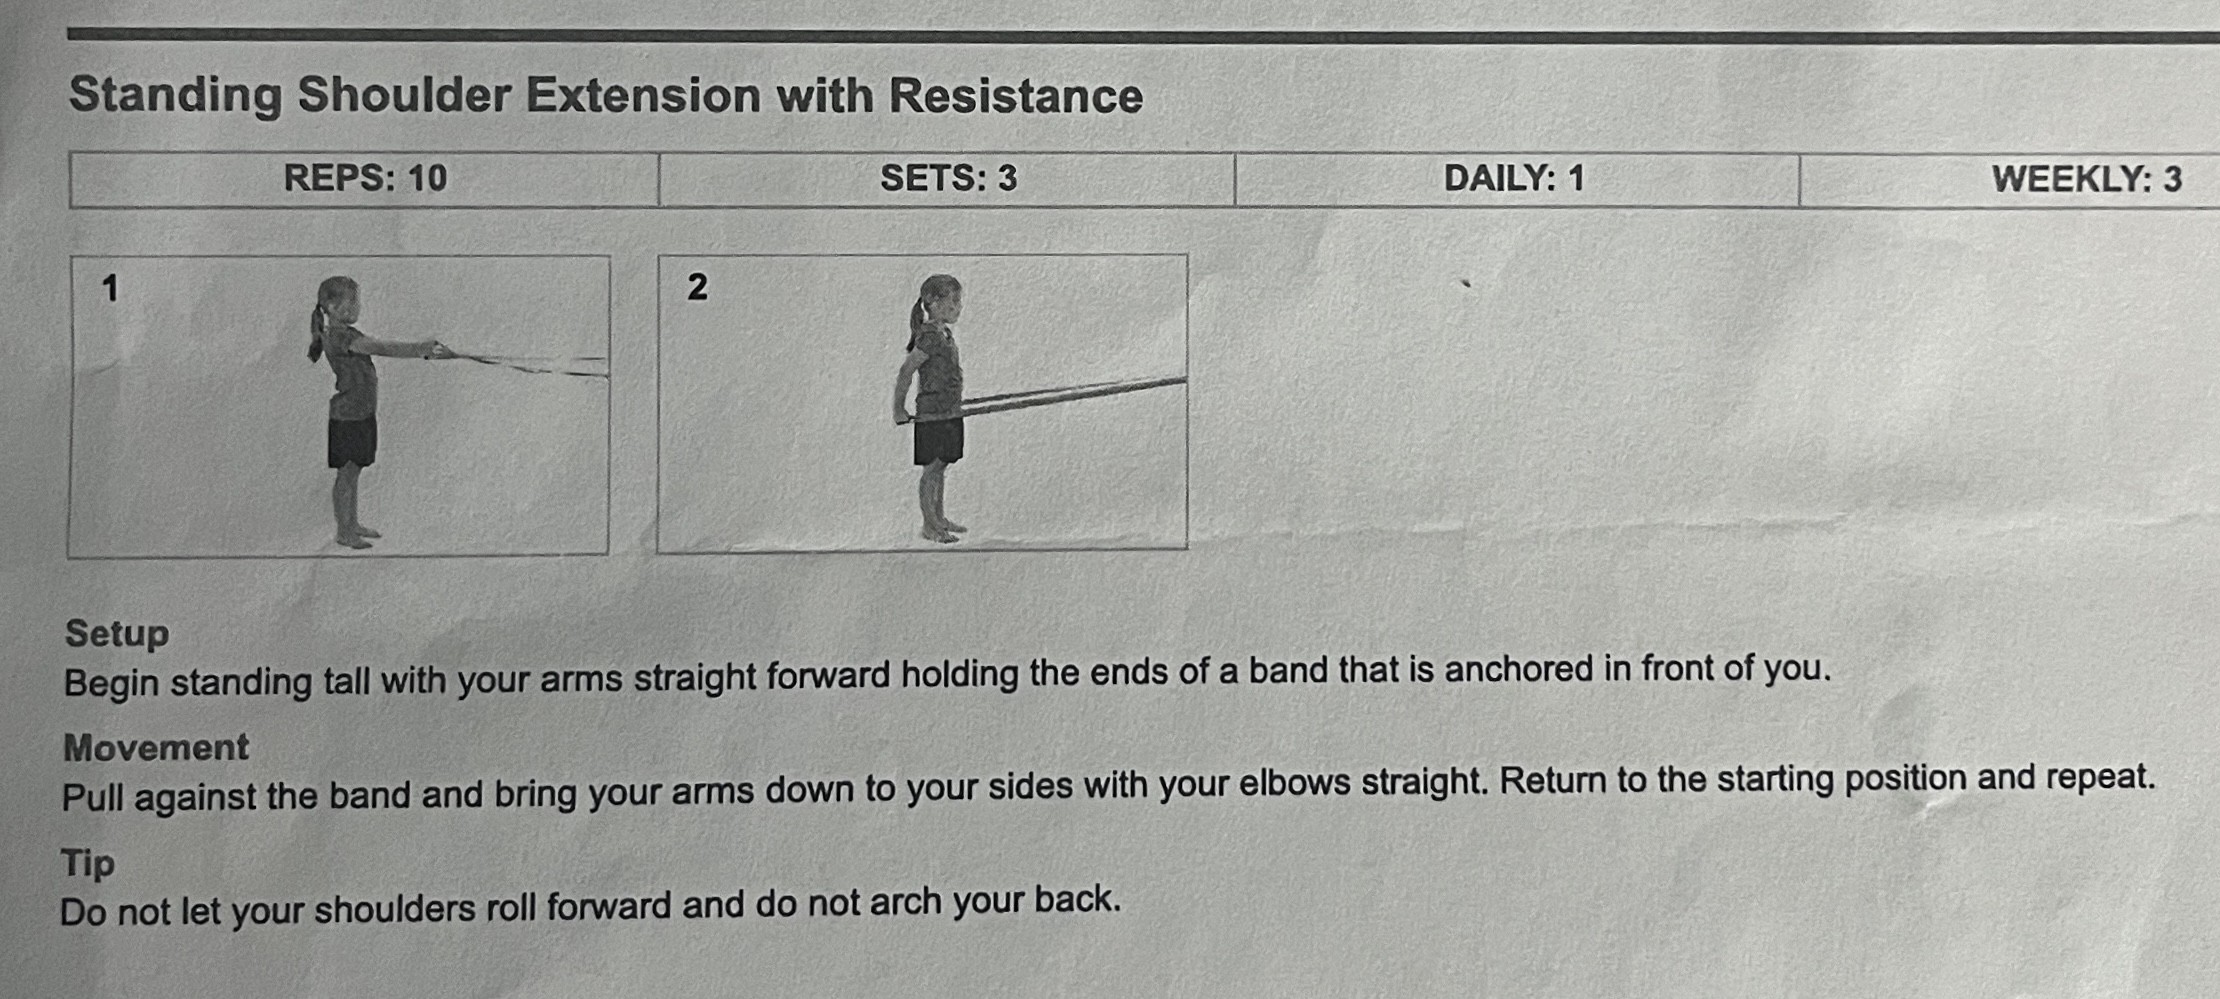 Standing Shoulder Extension with Resistance
REPS: 10 SETS: 3 DAILY: 1 WEEKLY: 3
1 2
Setup
Begin standing tall with your arms straight forward holding the ends of a band that is anchored in front of you.
Movement
Pull against the band and bring your arms down to your sides with your elbows straight. Return to the starting position and repeat.
Tip
Do not let your shoulders roll forward and do not arch your back.